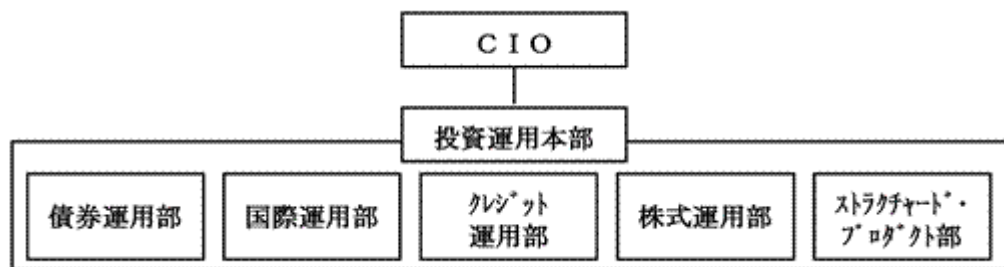 ＣＩＯ
投資運用本部
債券運用部
国際運用部
ｸﾚｼﾞｯﾄ
運用部
株式運用部
ｽﾄﾗｸﾁｬｰﾄﾞ・
ﾌﾟﾛﾀﾞｸﾄ部